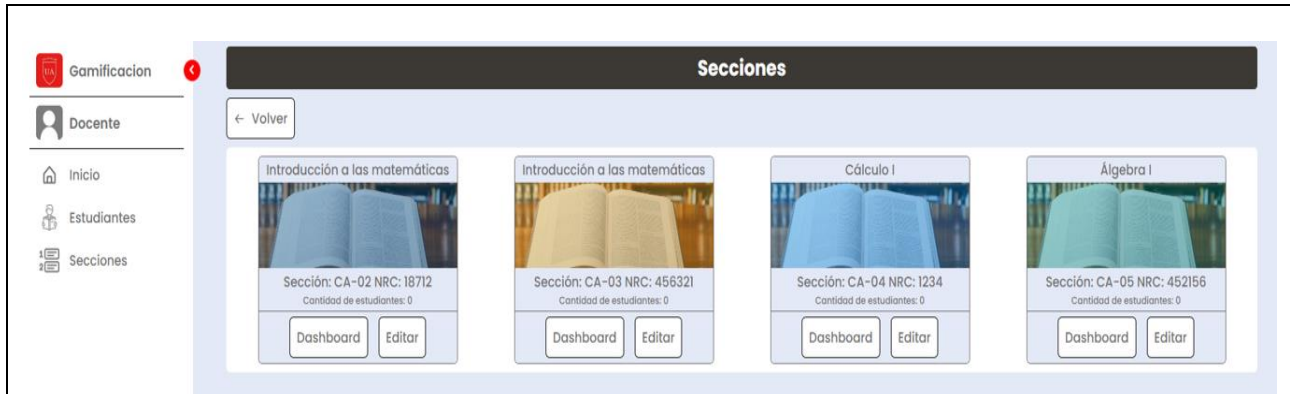 UA
Gamificacion
Docente
Inicio
Estudiantes
1
2
Secciones
Secciones
← Volver
Introducción a las matemáticas
Sección: CA-02 NRC: 18712
Cantidad de estudiantes: 0
Dashboard
Editar
Introducción a las matemáticas
Sección: CA-03 NRC: 456321
Cantidad de estudiantes: 0
Dashboard
Editar
Cálculo I
Sección: CA-04 NRC: 1234
Cantidad de estudiantes: 0
Dashboard
Editar
Álgebra I
Sección: CA-05 NRC: 452156
Cantidad de estudiantes: 0
Dashboard
Editar